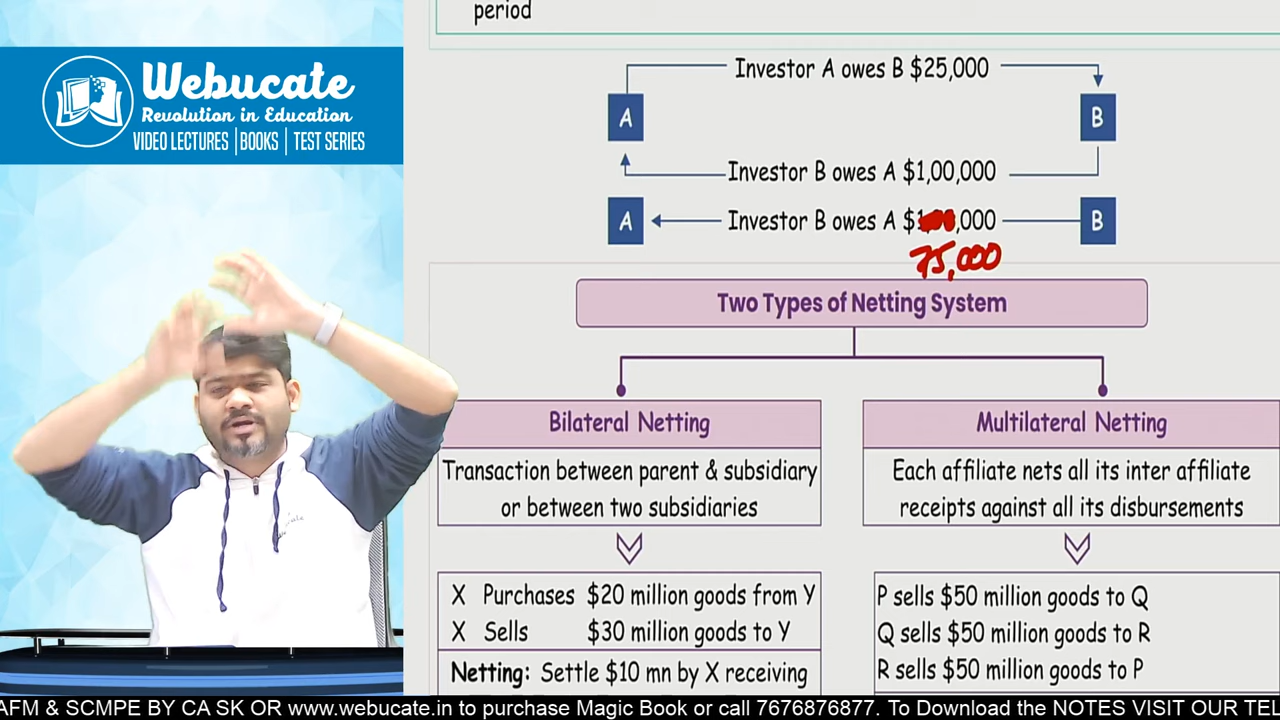 period
Webucate
Revolution in Education
VIDEO LECTURES | BOOKS | TEST SERIES
Investor A owes B $25,000
A
B
Investor B owes A $1,00,000
A
Investor B owes A $1,000
B
75,000
Two Types of Netting System
Bilateral Netting
Transaction between parent & subsidiary
or between two subsidiaries
X Purchases $20 million goods from Y
X Sells $30 million goods to Y
Netting: Settle $10 mn by X receiving
Multilateral Netting
Each affiliate nets all its inter affiliate
receipts against all its disbursements
P sells $50 million goods to Q
Q sells $50 million goods to R
R sells $50 million goods to P
AFM & SCMPE BY CA SK OR www.webucate.in to purchase Magic Book or call 7676876877. To Download the NOTES VISIT OUR TEL